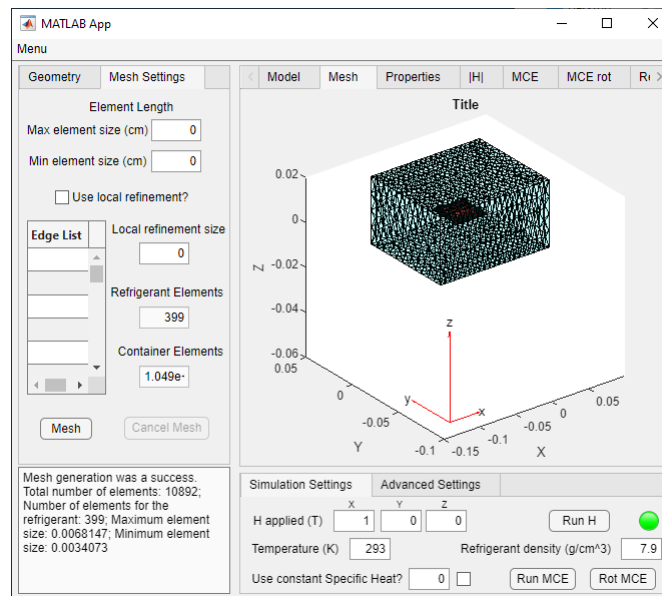 MATLAB App
Menu
Geometry Mesh Settings
Element Length
Max element size (cm) 0
Min element size (cm) 0
Use local refinement?
Edge List
Local refinement size
0
Refrigerant Elements
399
Container Elements
1.049e
Mesh Cancel Mesh
Mesh generation was a success.
Total number of elements: 10892;
Number of elements for the
refrigerant: 399; Maximum element
size: 0.0068147; Minimum element
size: 0.0034073
Model Mesh Properties |H| MCE MCE rot
Title
0.02
0
-0.02
-0.04
-0.06
Z
0.05
0
-0.05
-0.1
Y
-0.15
-0.1
-0.05
0
0.05
X
z
y
x
Simulation Settings Advanced Settings
X Y Z
H applied (T) 1 0 0 Run H
Temperature (K) 293 Refrigerant density (g/cm^3) 7.9
Use constant Specific Heat? 0 Run MCE Rot MCE